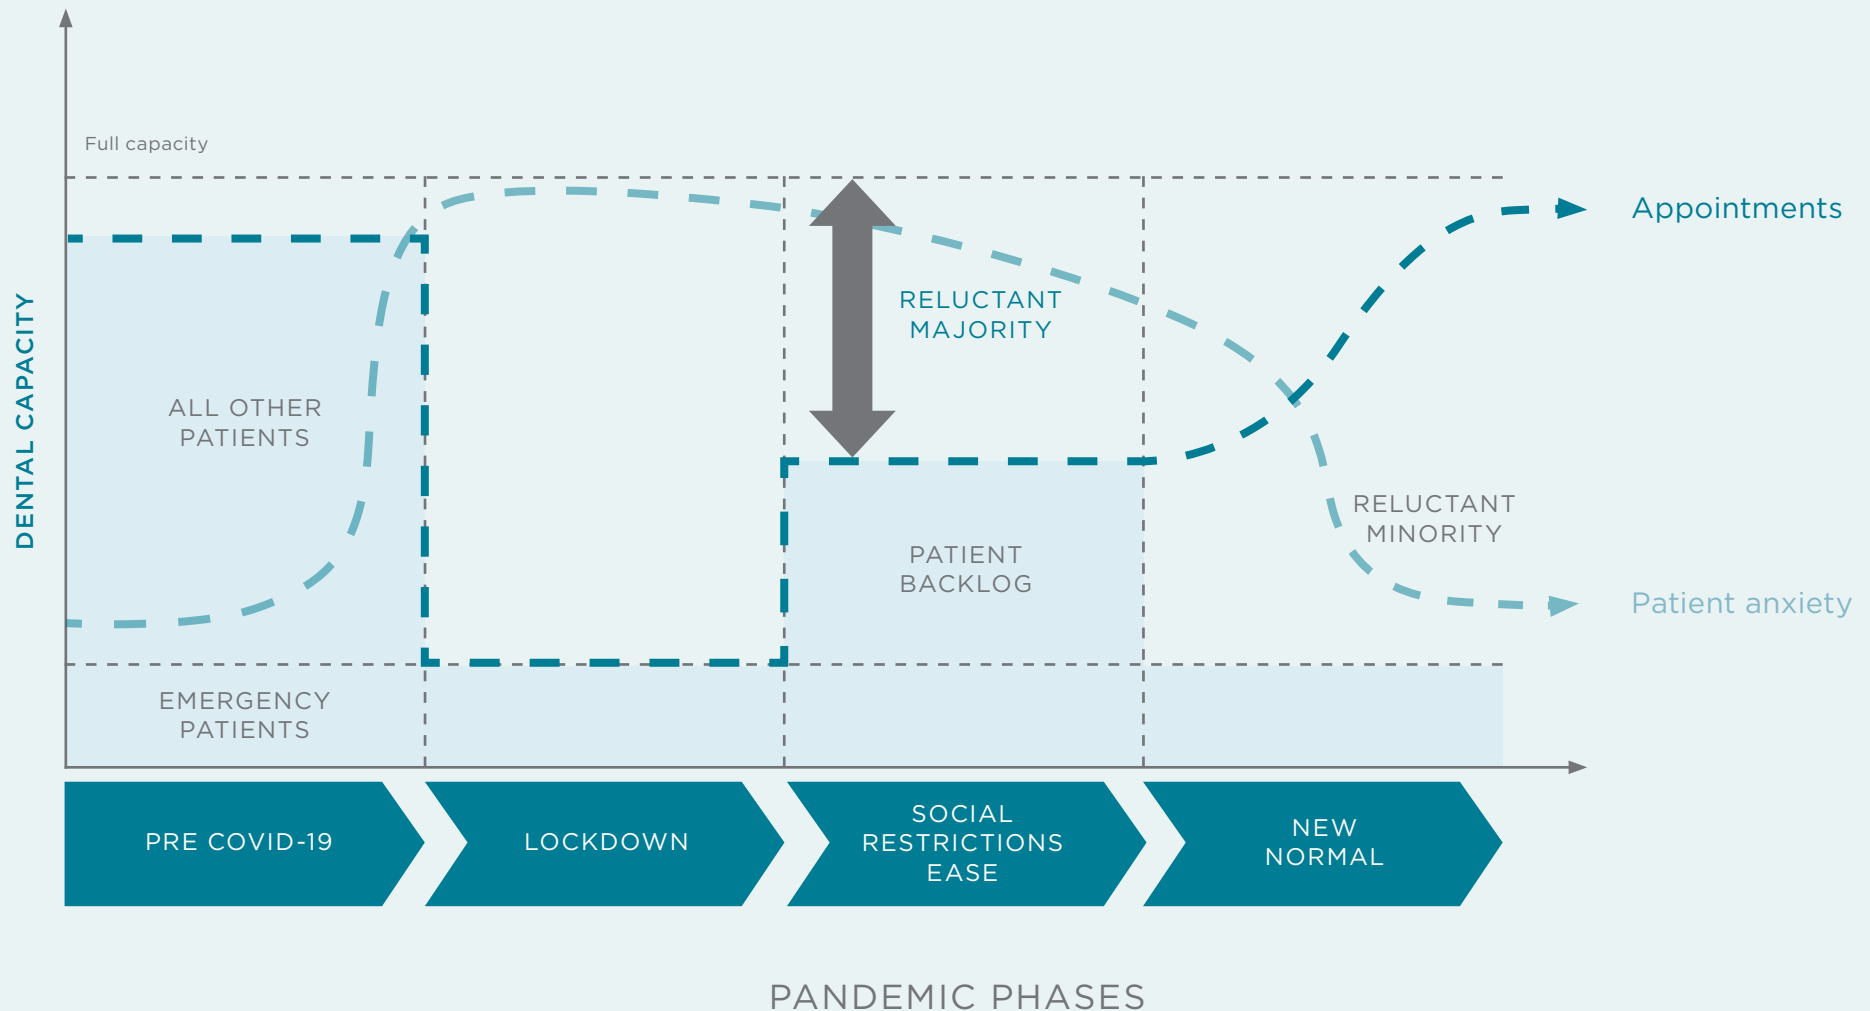 Full capacity
Appointments
RELUCTANT
MAJORITY
DENTAL CAPACITY
ALL OTHER
PATIENTS
RELUCTANT
MINORITY
PATIENT
BACKLOG
Patient anxiety
EMERGENCY
PATIENTS
PRE COVID-19
LOCKDOWN
SOCIAL
RESTRICTIONS
EASE
NEW
NORMAL
PANDEMIC PHASES